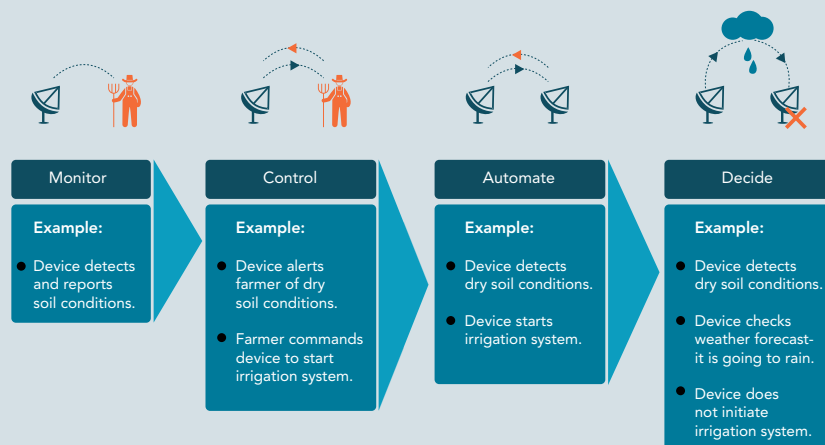 Monitor
Example:
Device detects
and reports
soil conditions.
Control
Example:
Device alerts
farmer of dry
soil conditions.
Farmer commands
device to start
irrigation system.
Automate
Example:
Device detects
dry soil conditions.
Device starts
irrigation system.
Decide
Example:
Device detects
dry soil conditions.
Device checks
weather forecast-
it is going to rain.
Device does
not initiate
irrigation system.